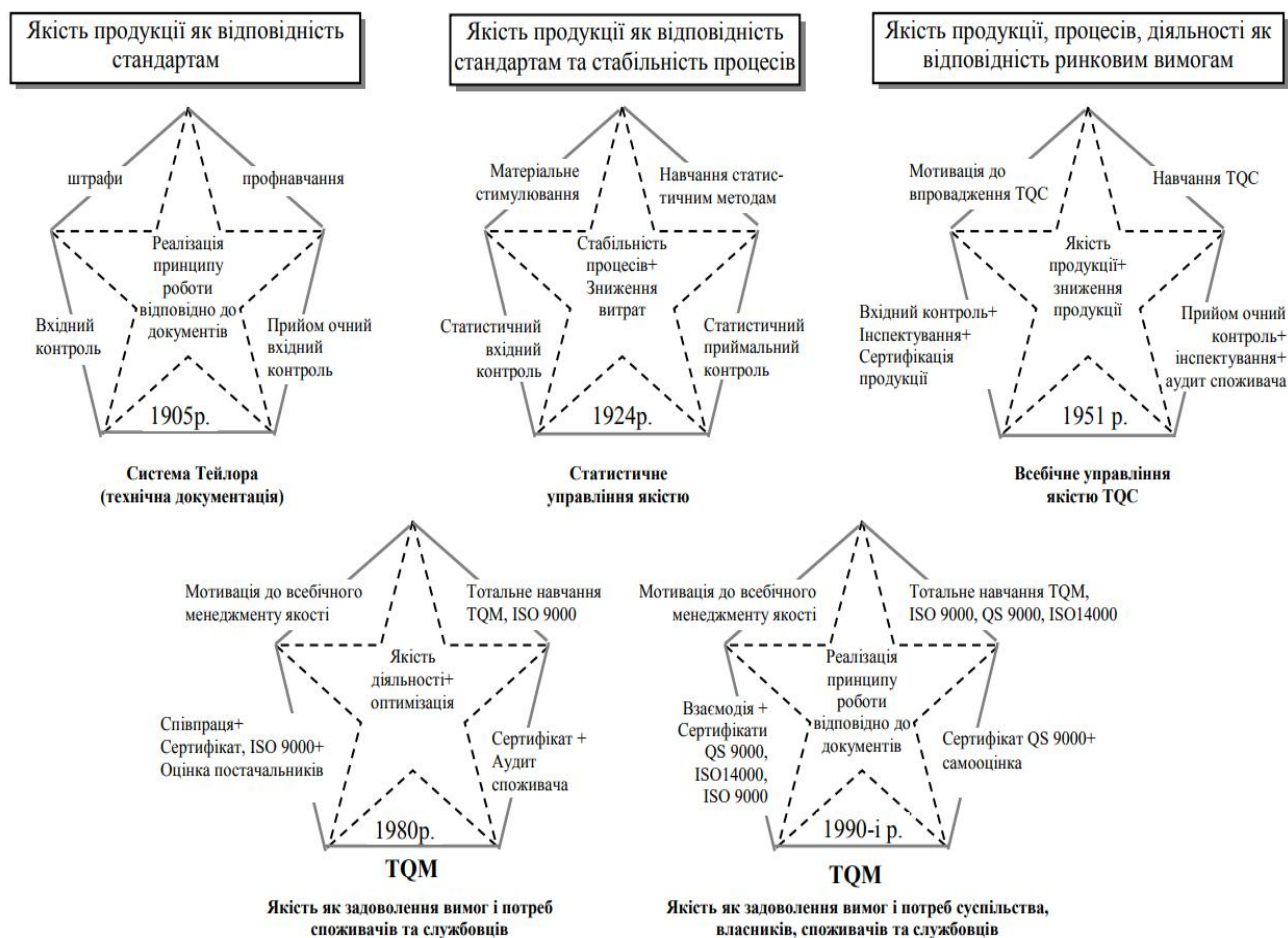 Якість продукції як відповідність
стандартам
Якість продукції як відповідність
стандартам та стабільність процесів
Якість продукції, процесів, діяльності як
відповідність ринковим вимогам
штрафи
профнавчання
Реалізація
принципу
роботи
відповідно до
документів
Вхідний
контроль
Прийом очний
вхідний
контроль
1905р.
Система Тейлора
(технічна документація)
Матеріальне
стимулювання
Навчання статис-
тичним методам
Стабільність
процесів+
Зниження
витрат
Статистичний
вхідний
контроль
Статистичний
приймальний
контроль
1924р.
Статистичне
управління якістю
Мотивація до
впровадження TQC
Навчання TQC
Якість
продукції+
зниження
продукції
Вхідний контроль+
Інспектування+
Сертифікація
продукції
Прийом очний
контроль+
інспектування+
аудит споживача
1951 р.
Всебічне управління
якістю TQC
Мотивація до всебічного
менеджменту якості
Тотальне навчання
TQM, ISO 9000
Якість
діяльності+
оптимізація
Співпраця+
Сертифікат, ISO 9000+
Оцінка постачальників
Сертифікат +
Аудит
споживача
1980р.
TQM
Якість як задоволення вимог і потреб
споживачів та службовців
Мотивація до всебічного
менеджменту якості
Тотальне навчання TQM,
ISO 9000, QS 9000, ISO14000
Реалізація
принципу
роботи
відповідно до
документів
Взаємодія +
Сертифікати
QS 9000,
ISO14000,
ISO 9000
Сертифікат QS 9000+
самооцінка
1990-і р.
TQM
Якість як задоволення вимог і потреб суспільства,
власників, споживачів та службовців